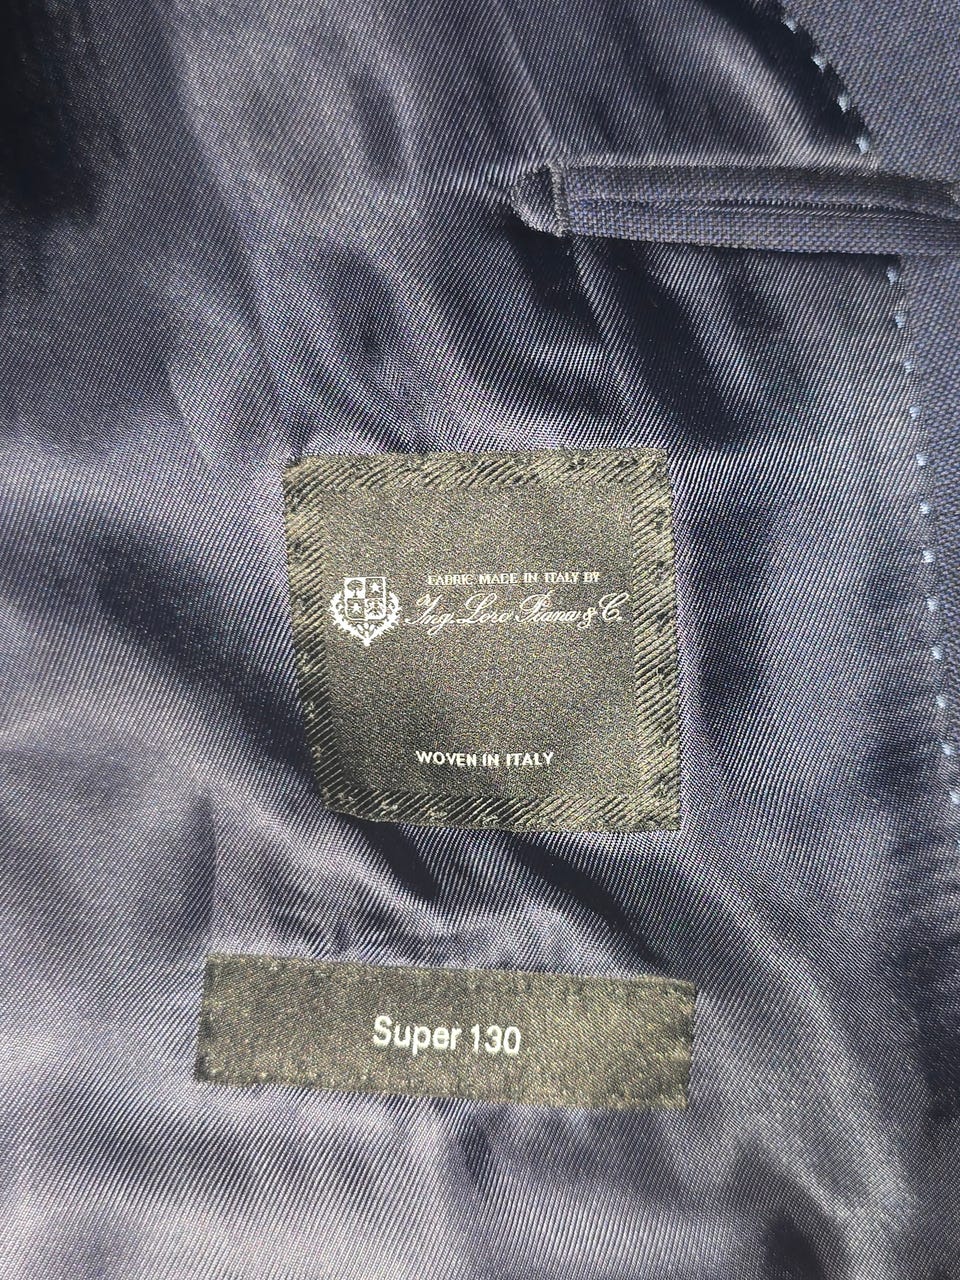 FABRIC MADE IN ITALY BY
Ing. Loro Piana & C.
WOVEN IN ITALY
Super 130